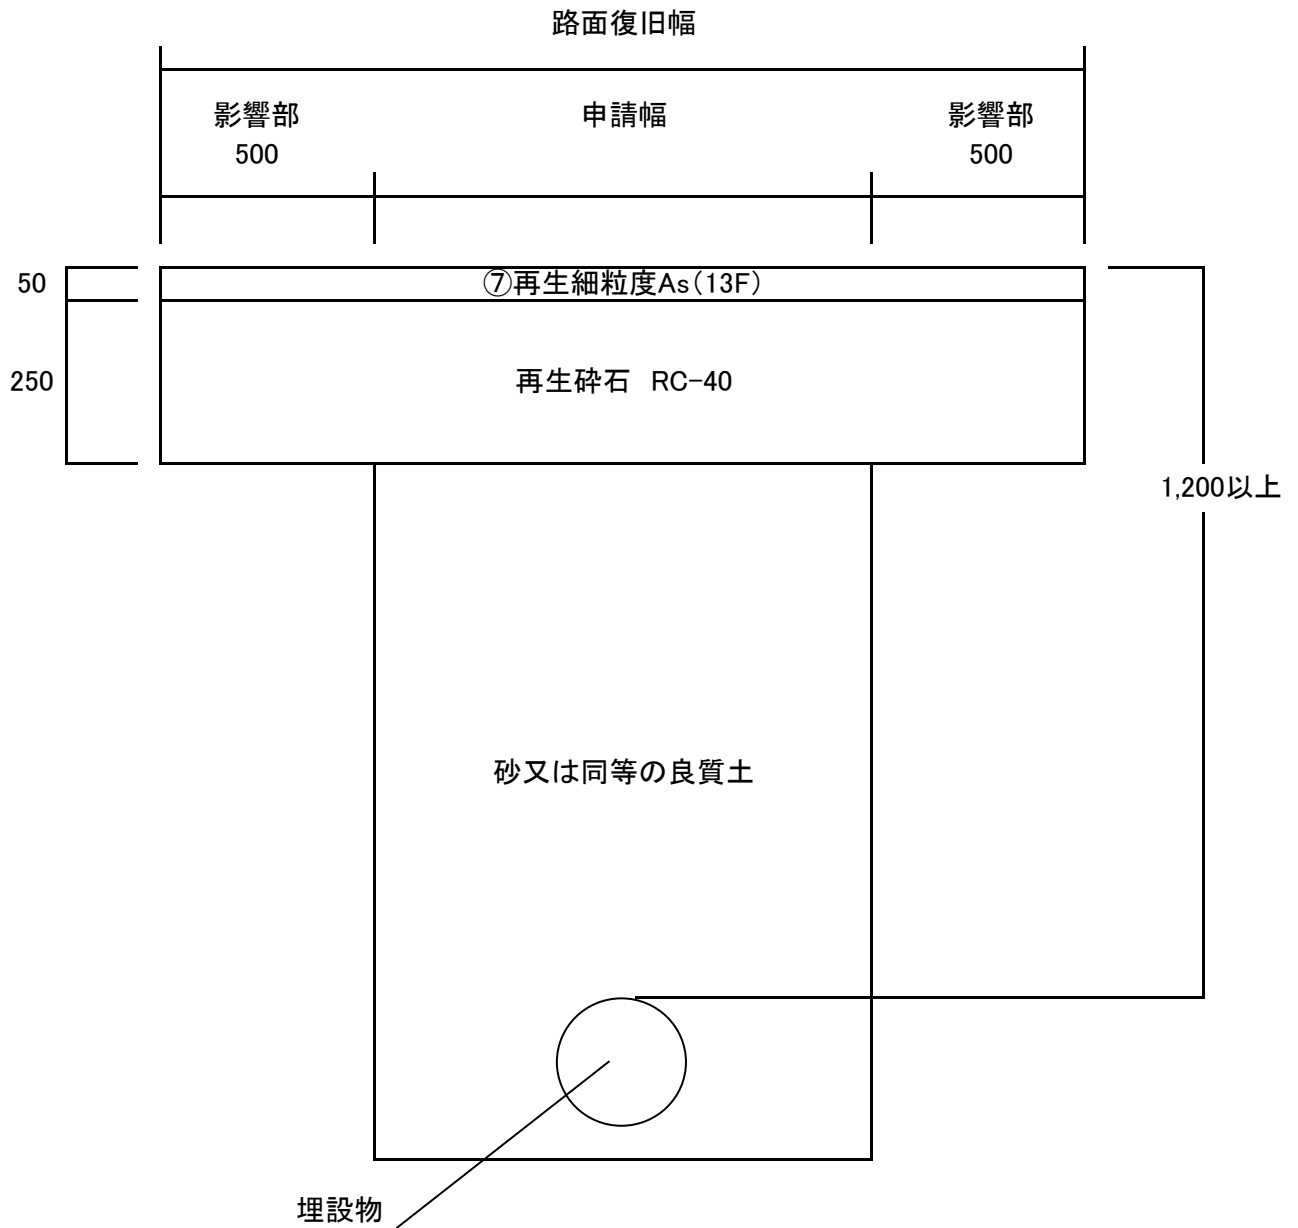 路面復旧幅
影響部
500
申請幅
影響部
500
50
⑦再生細粒度As(13F)
250
再生砕石 RC-40
1,200以上
砂又は同等の良質土
埋設物